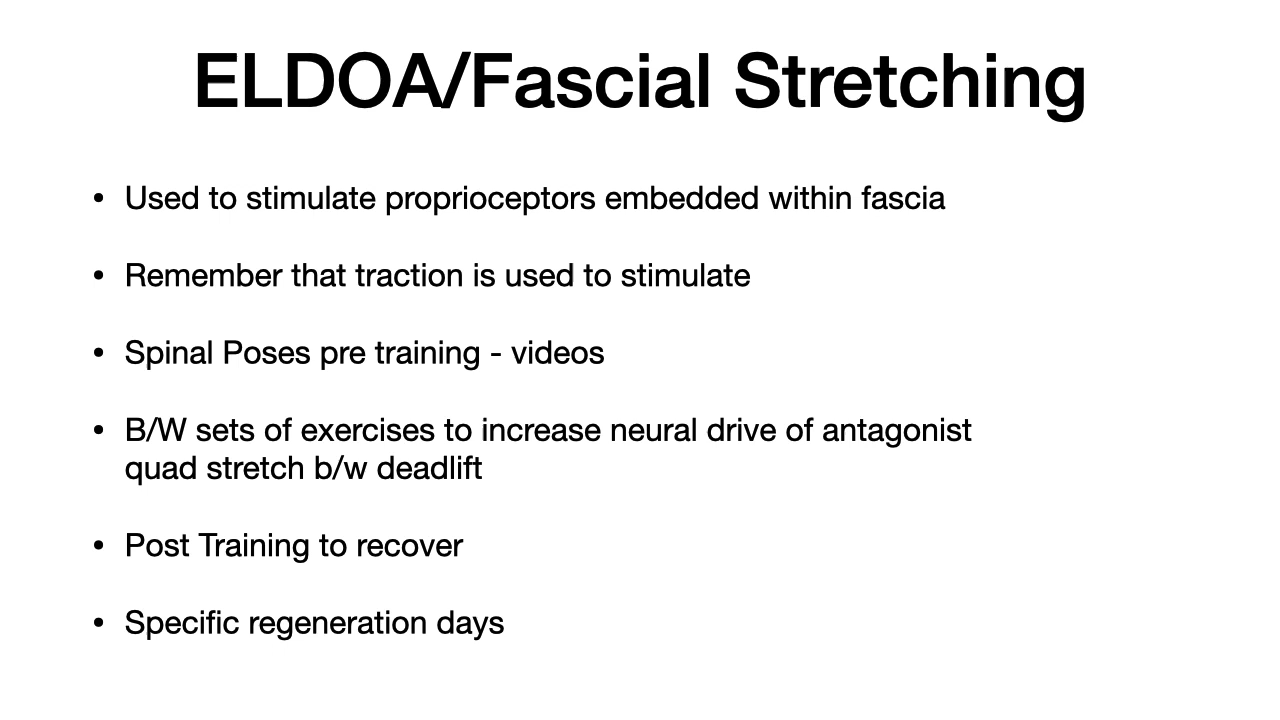 ELDOA/Fascial Stretching
• Used to stimulate proprioceptors embedded within fascia
• Remember that traction is used to stimulate
• Spinal Poses pre training - videos
• B/W sets of exercises to increase neural drive of antagonist
quad stretch b/w deadlift
• Post Training to recover
• Specific regeneration days